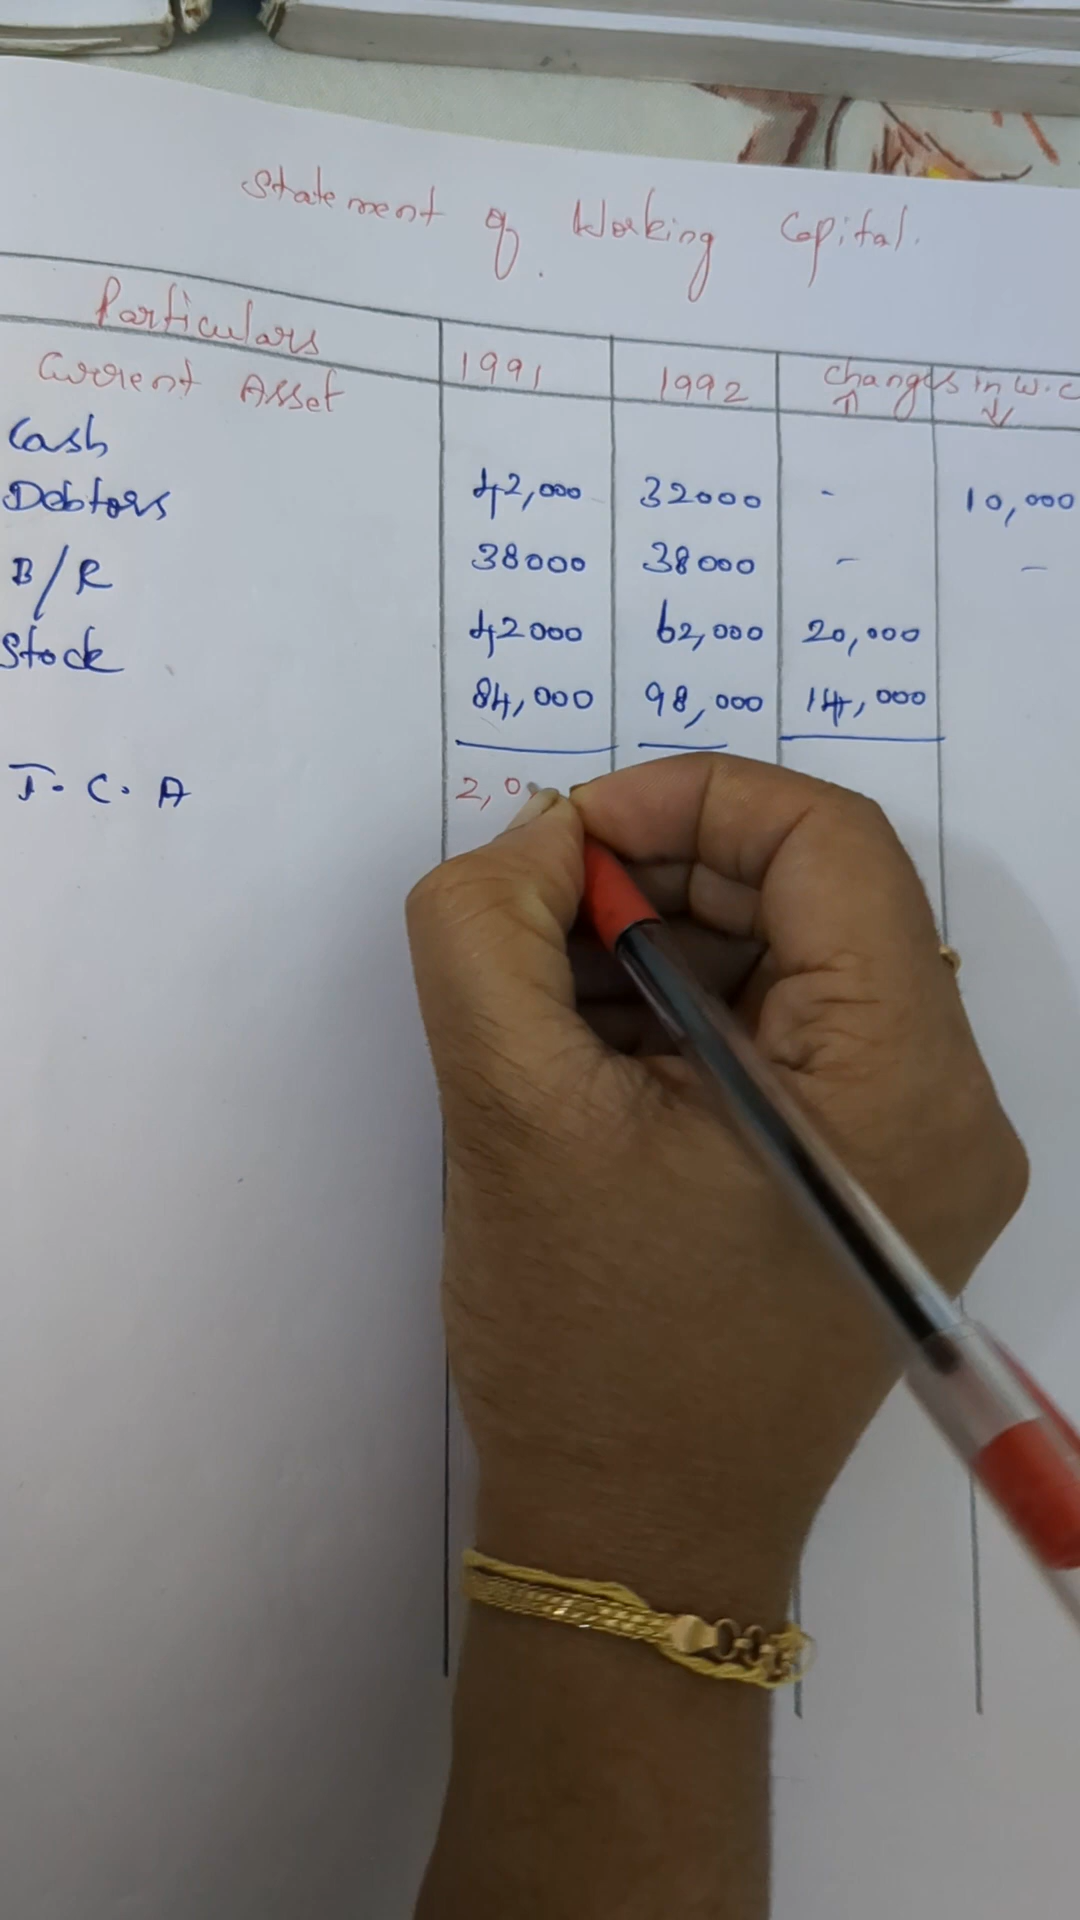 Statement of Working Capital.
Particulars 1991 1992 Changes in W.C
Current Asset ↑ ↓
Cash 42,000 32000 - 10,000
Debtors 38000 38000 - -
B/R 42000 62,000 20,000
Stock 84,000 98,000 14,000
T.C.A 2,0